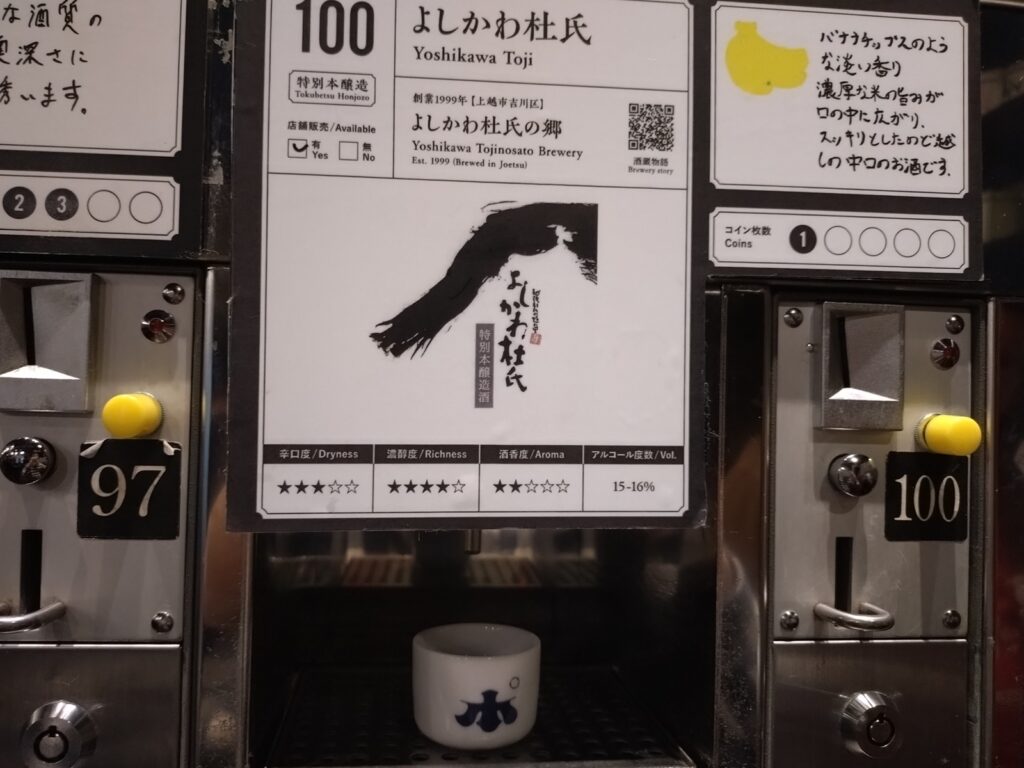 な酒質の
奥深さに
誘います。
2 3
97
100
特別本醸造
Tokubetsu Honjozo
店舗販売/Available
有 Yes 無 No
よしかわ杜氏
Yoshikawa Toji
創業1999年【上越市吉川区】
よしかわ杜氏の郷
Yoshikawa Tojinosato Brewery
Est. 1999 (Brewed in Joetsu)
酒蔵物語
Brewery story
よしかわ杜氏
特別本醸造酒
辛口度/Dryness 濃醇度/Richness 酒香度/Aroma アルコール度数/Vol.
★★★☆☆ ★★★★☆ ★★☆☆☆ 15-16%
バナナチップスのよう
な淡い香り
濃厚な米の旨みが
口の中に広がり、
スッキリとしたのど越
しの中口のお酒です。
コイン枚数
Coins 1
100